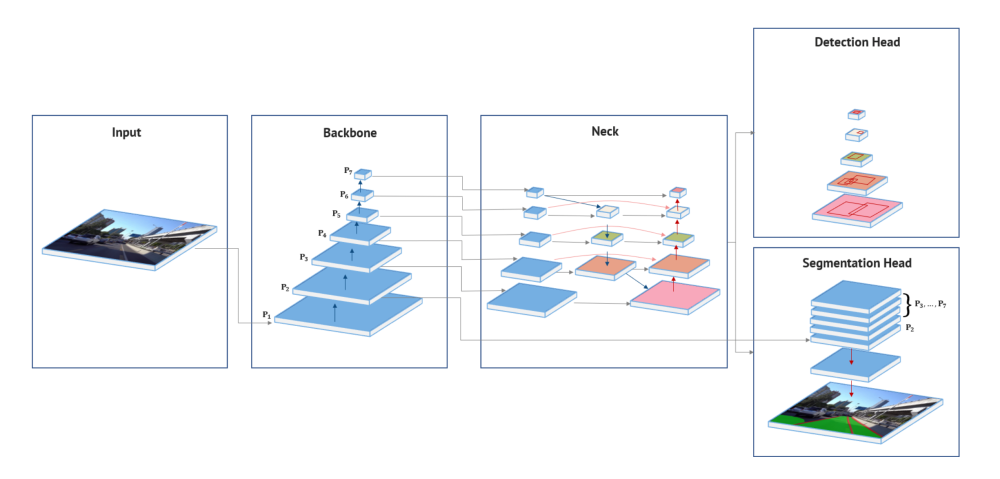 Input
Backbone
P7
P6
P5
P4
P3
P2
P1
Neck
Detection Head
Segmentation Head
P3, ..., P7
P2